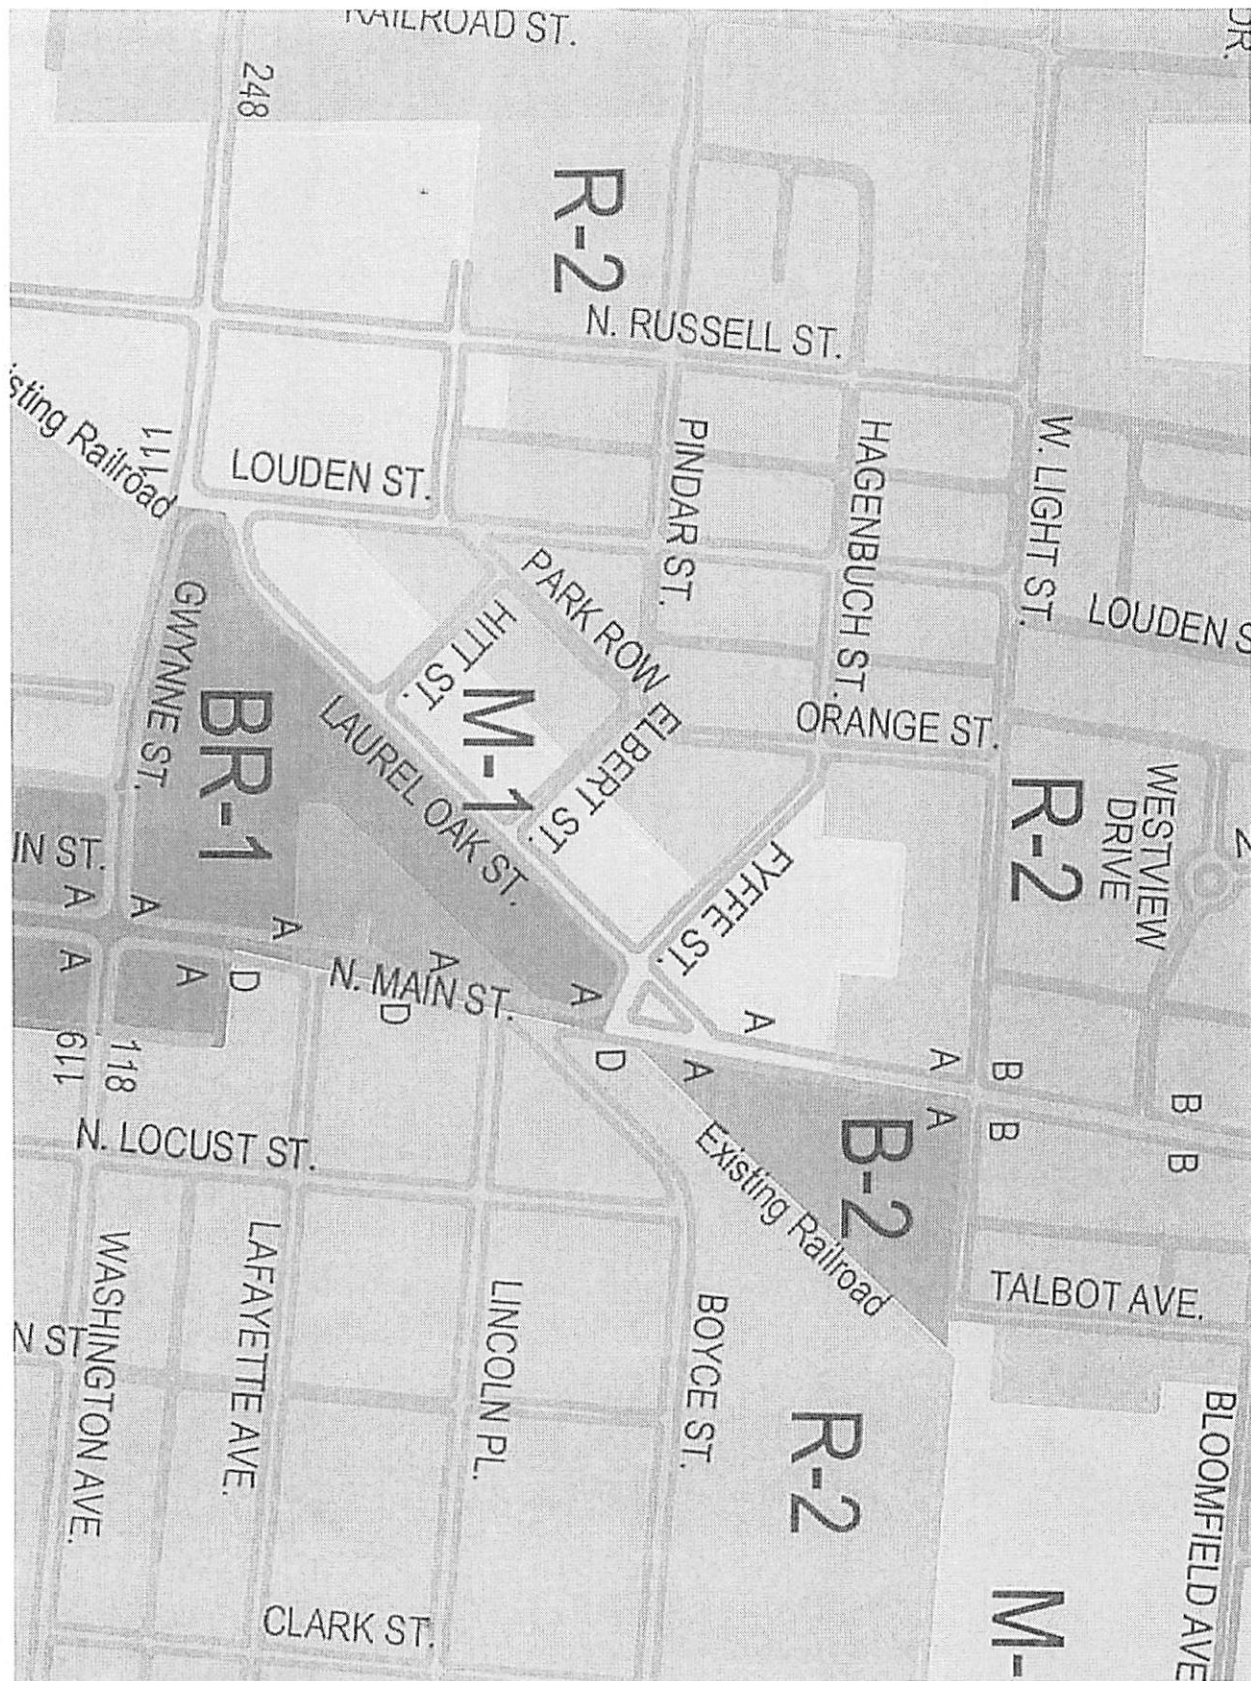 RAILROAD ST.
DR.
248
R-2
N. RUSSELL ST.
Existing Railroad
111
LOUDEN ST.
PINDAR ST.
HAGENBUCH ST.
W. LIGHT ST.
LOUDEN S
PARK ROW
HITT ST.
GWYNNE ST.
BR-1
LAUREL OAK ST.
M-1
ELBERT ST.
ORANGE ST.
R-2
WESTVIEW
DRIVE
FYFFE ST.
IN ST.
A
A
A
A
A
A
A
D
N. MAIN ST.
D
A
D
A
A
A
B
B
B
B
B-2
119
118
N. LOCUST ST.
Existing Railroad
TALBOT AVE.
WASHINGTON AVE.
LAFAYETTE AVE.
LINCOLN PL.
BOYCE ST.
N ST
R-2
BLOOMFIELD AVE
CLARK ST.
M-